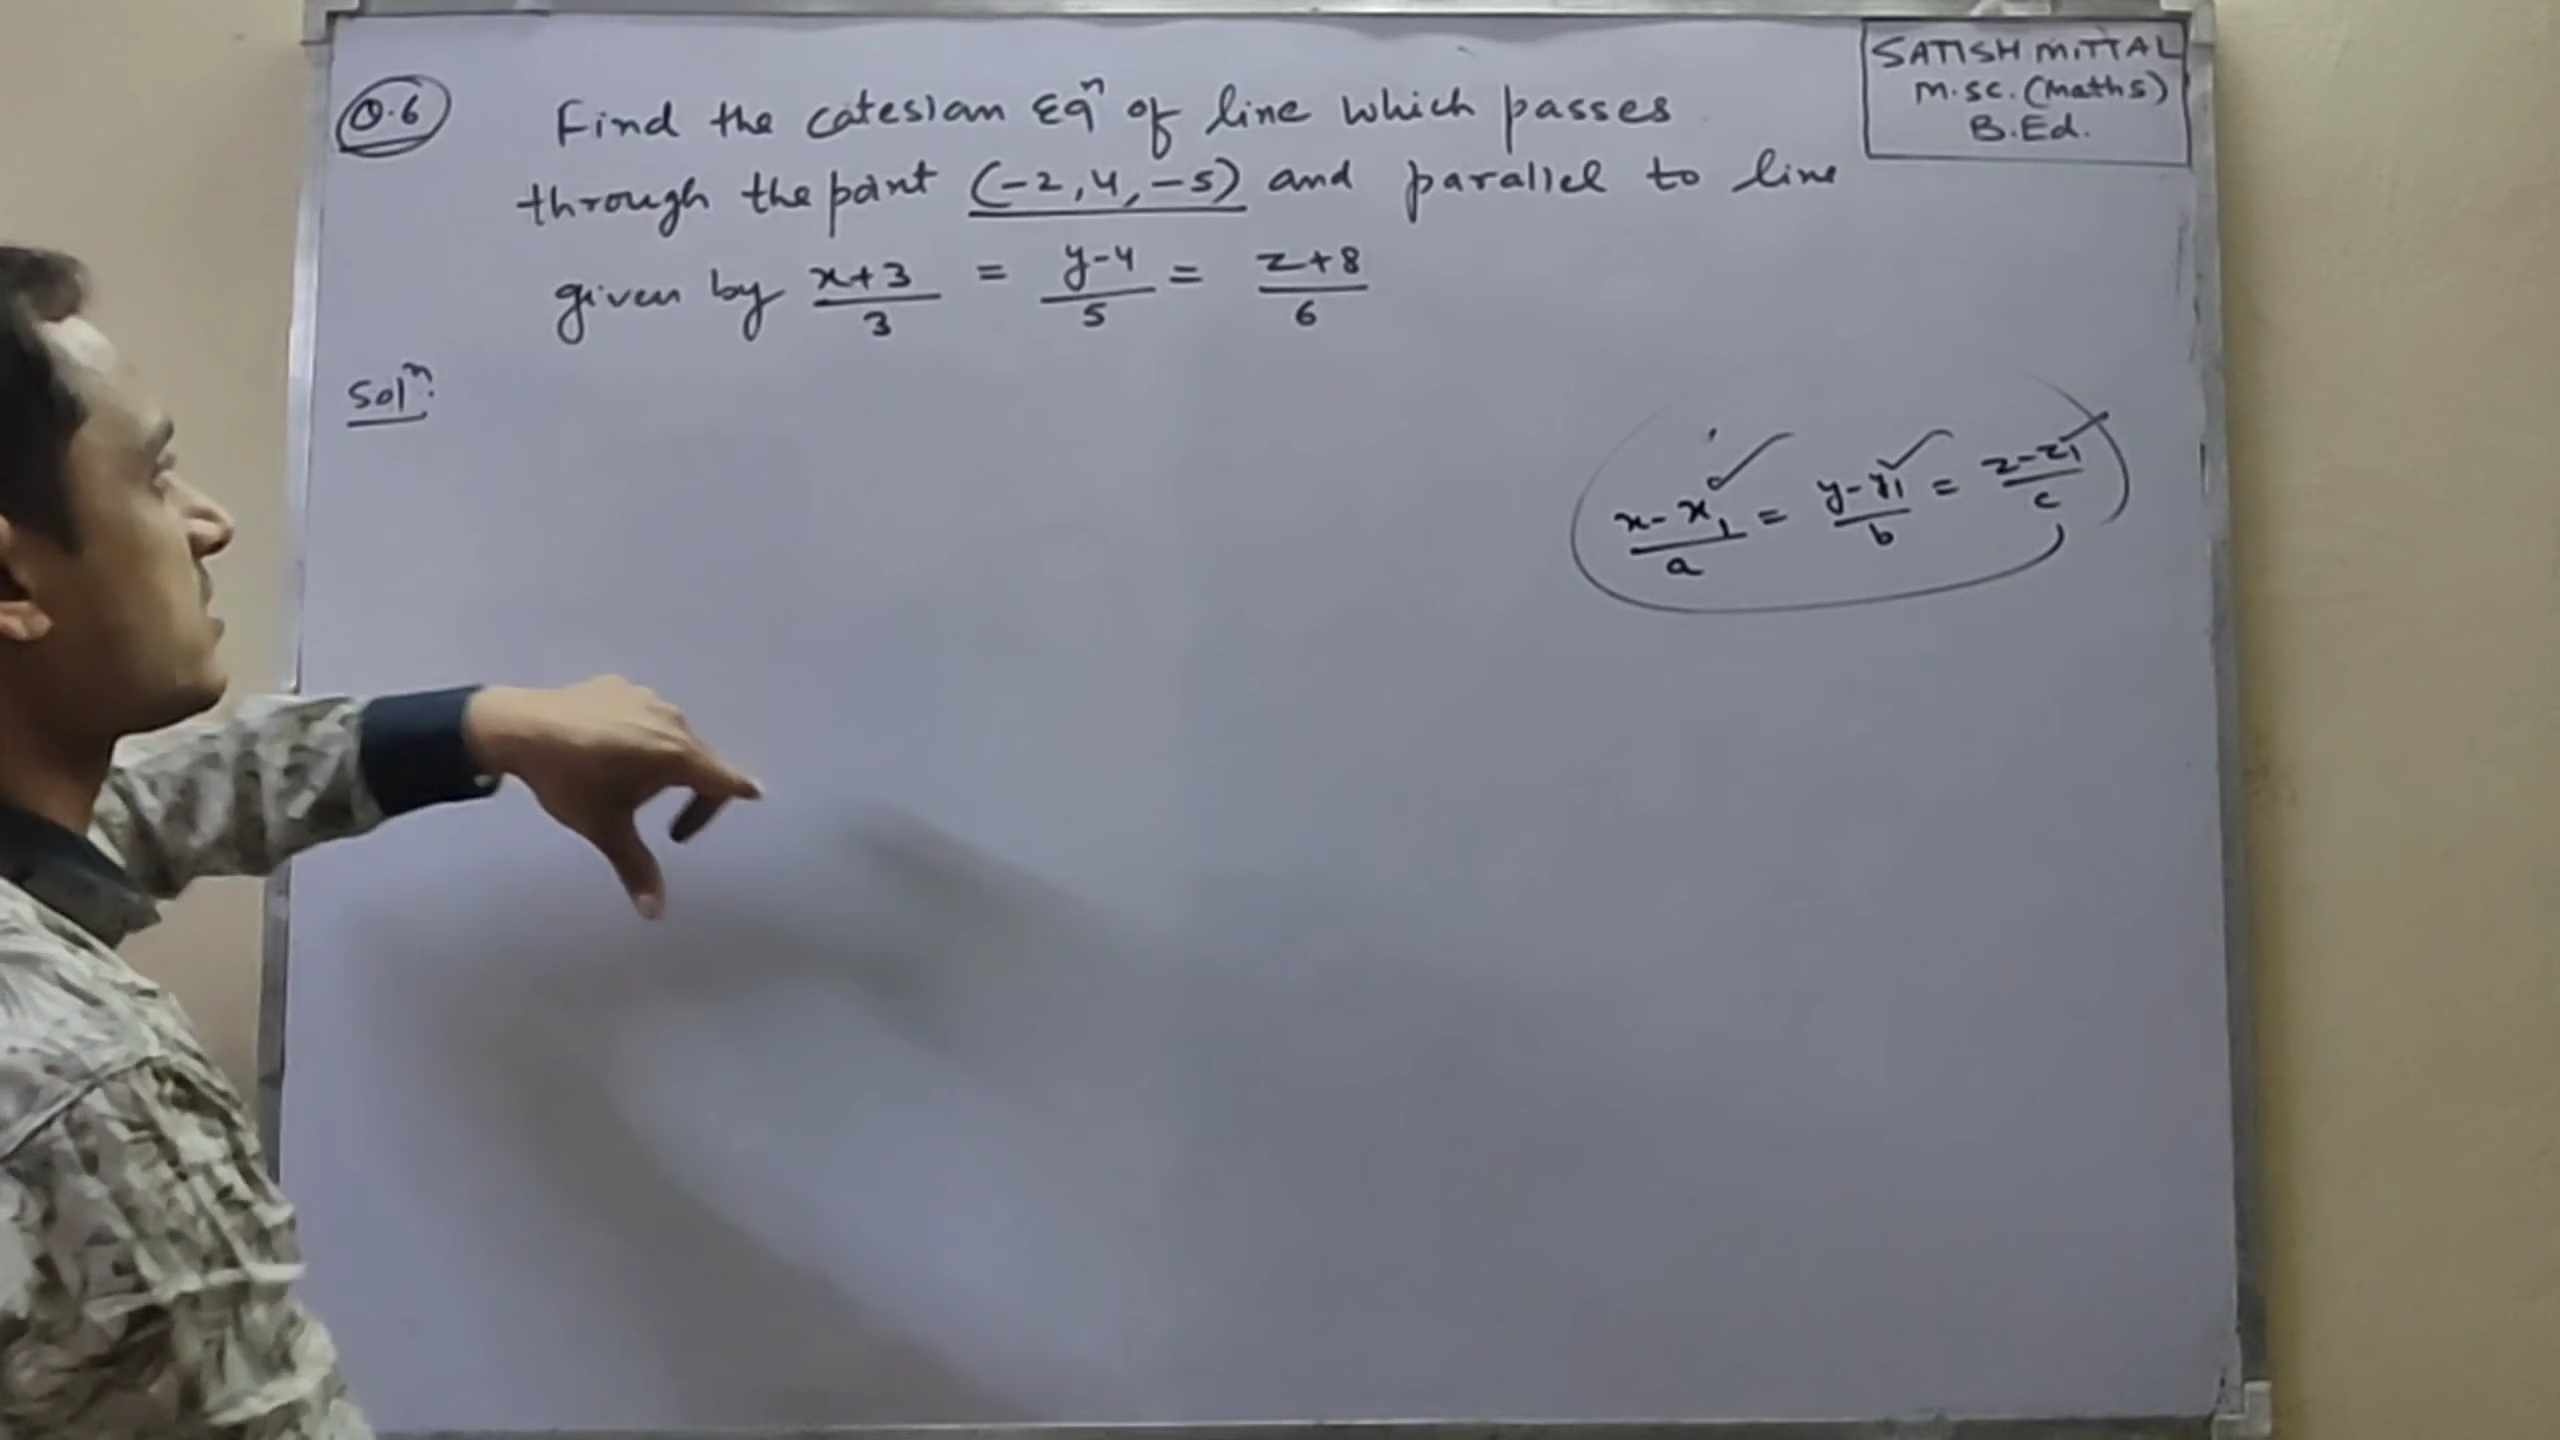 Q.6 Find the catesian Eqⁿ of line which passes
through the point (-2, 4, -5) and parallel to line
given by x+3/3 = y-4/5 = z+8/6
Solⁿ:
x-x₁/a = y-y₁/b = z-z₁/c
SATISH MITTAL
M.SC. (Maths)
B.Ed.